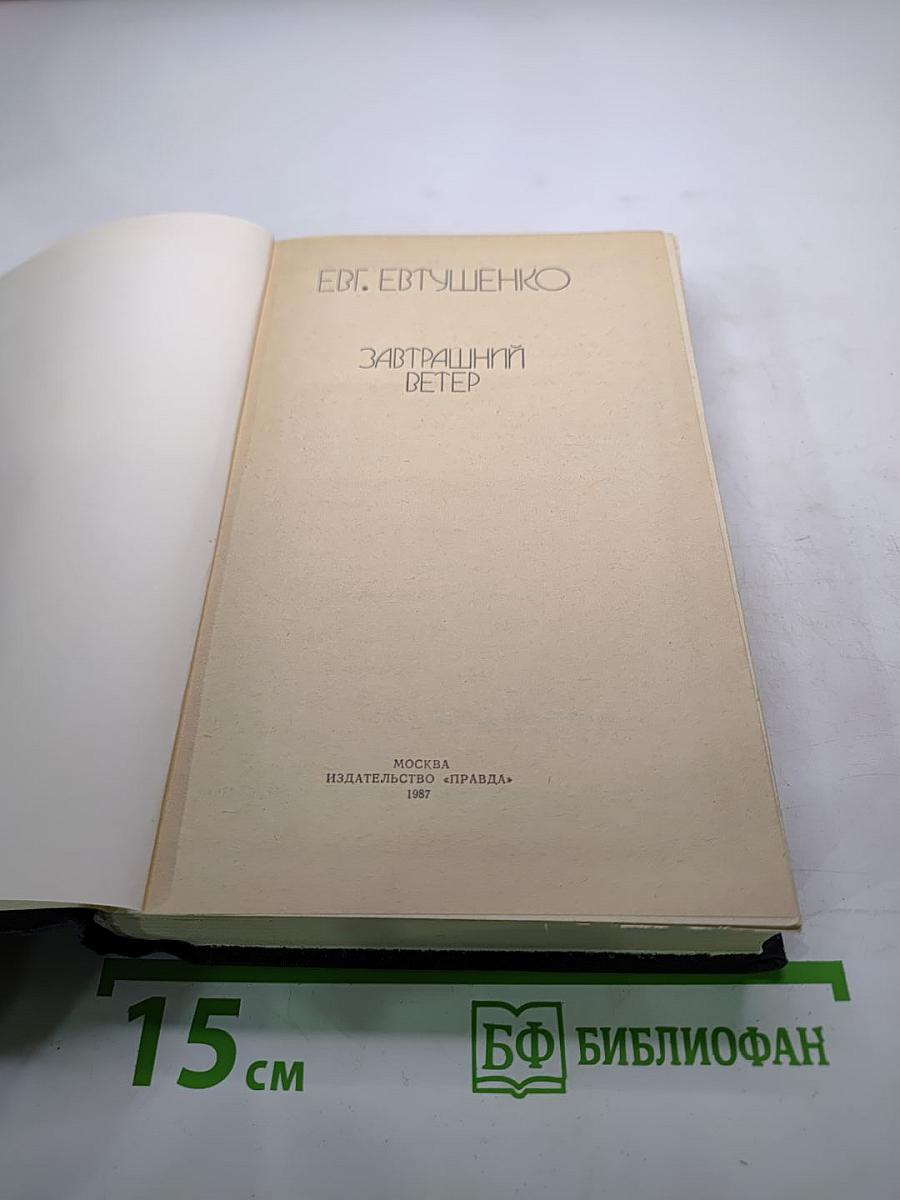 ЕВГ. ЕВТУШЕНКО
ЗАВТРАШНИЙ
ВЕТЕР
МОСКВА
ИЗДАТЕЛЬСТВО «ПРАВДА»
1987
15 см
БФ БИБЛИОФАН